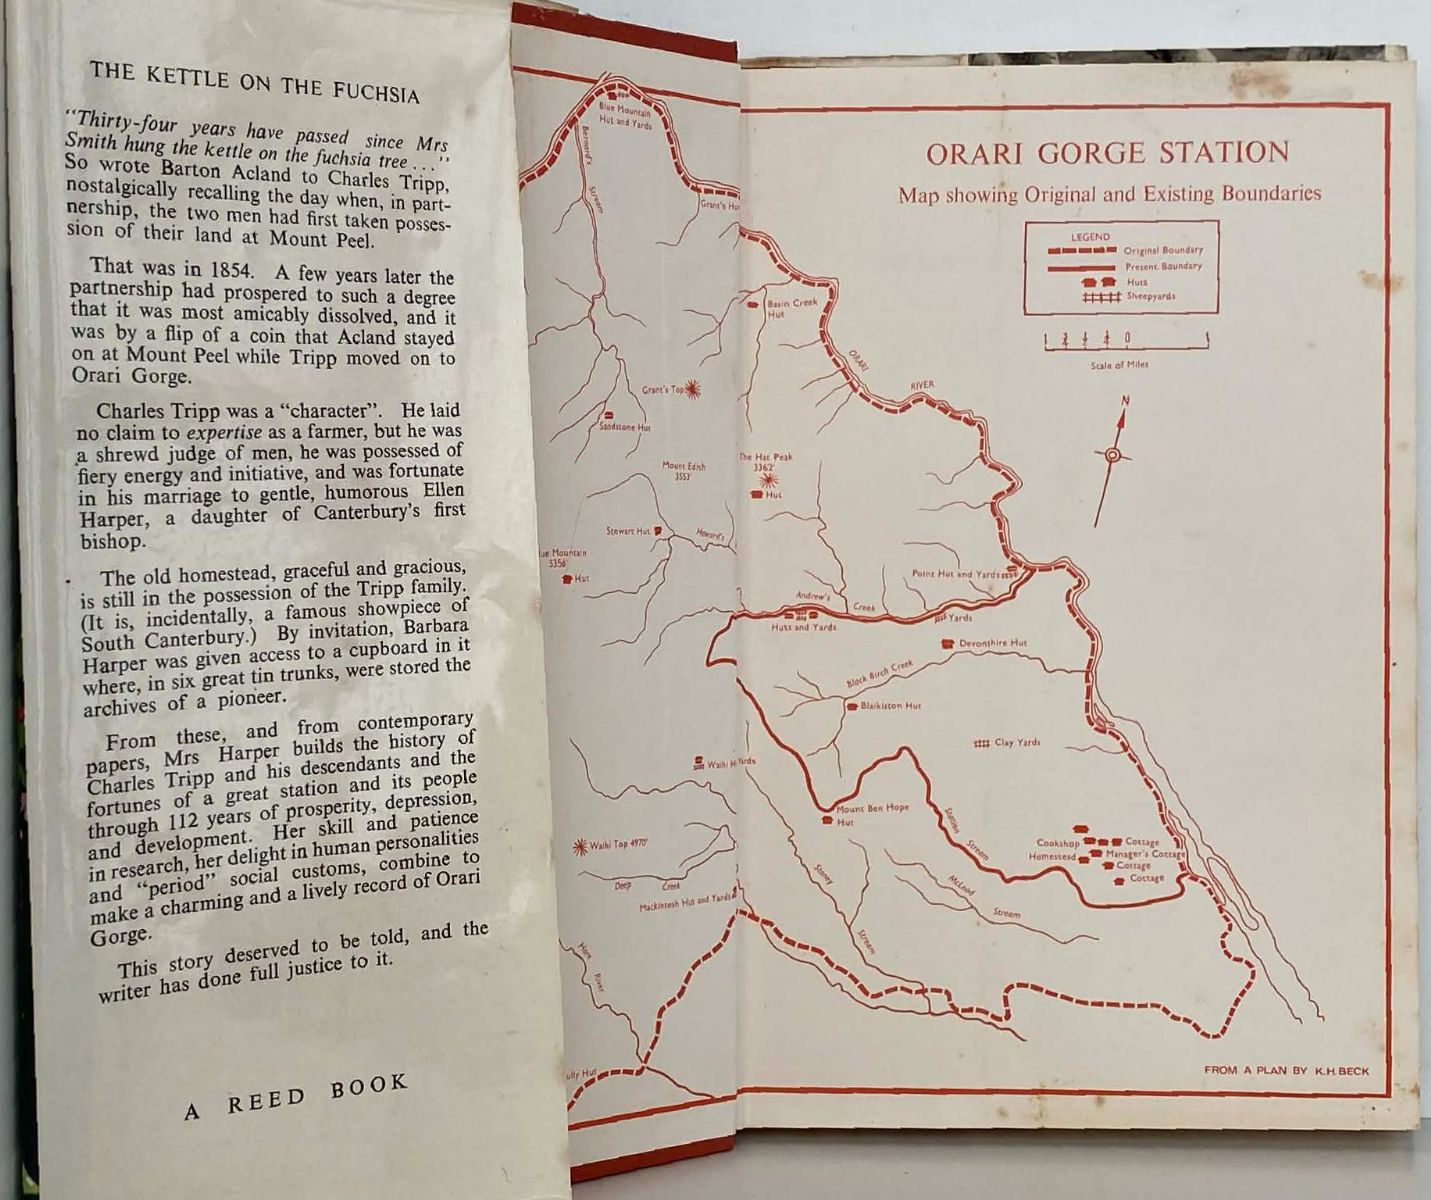 THE KETTLE ON THE FUCHSIA
"Thirty-four years have passed since Mrs
Smith hung the kettle on the fuchsia tree ..."
So wrote Barton Acland to Charles Tripp,
nostalgically recalling the day when, in part-
nership, the two men had first taken posses-
sion of their land at Mount Peel.
That was in 1854. A few years later the
partnership had prospered to such a degree
that it was most amicably dissolved, and it
was by a flip of a coin that Acland stayed
on at Mount Peel while Tripp moved on to
Orari Gorge.
Charles Tripp was a "character". He laid
no claim to expertise as a farmer, but he was
a shrewd judge of men, he was possessed of
fiery energy and initiative, and was fortunate
in his marriage to gentle, humorous Ellen
Harper, a daughter of Canterbury's first
bishop.
The old homestead, graceful and gracious,
is still in the possession of the Tripp family.
(It is, incidentally, a famous showpiece of
South Canterbury.) By invitation, Barbara
Harper was given access to a cupboard in it
where, in six great tin trunks, were stored the
archives of a pioneer.
From these, and from contemporary
papers, Mrs Harper builds the history of
Charles Tripp and his descendants and the
fortunes of a great station and its people
through 112 years of prosperity, depression,
and development. Her skill and patience
in research, her delight in human personalities
and "period" social customs, combine to
make a charming and a lively record of Orari
Gorge.
This story deserved to be told, and the
writer has done full justice to it.
A REED BOOK
ORARI GORGE STATION
Map showing Original and Existing Boundaries
LEGEND
Original Boundary
Present Boundary
Huts
Sheepyards
0
Scale of Miles
N
Blue Mountain
Hut and Yards
Bernard's
Stream
Grant's Hut
Basin Creek
Hut
ORARI
RIVER
Grant's Top
Sandstone Hut
Mount Edith
3553'
The Hat Peak
3362'
Hut
Stewart Hut
Howard's
ue Mountain
5356'
Hut
Point Hut and Yards
Andrew's
Creek
Huts and Yards
Yards
Devonshire Hut
Black Birch Creek
Blaikiston Hut
Clay Yards
Waihi H Yards
Mount Ben Hope
Hut
Station
Stream
Cookshop
Cottage
Homestead
Manager's Cottage
Cottage
Cottage
Waihi Top 4970'
Deep Creek
Mackintosh Hut and Yards
Stoney
Stream
McLeod
Stream
River
ully Hut
FROM A PLAN BY K.H. BECK